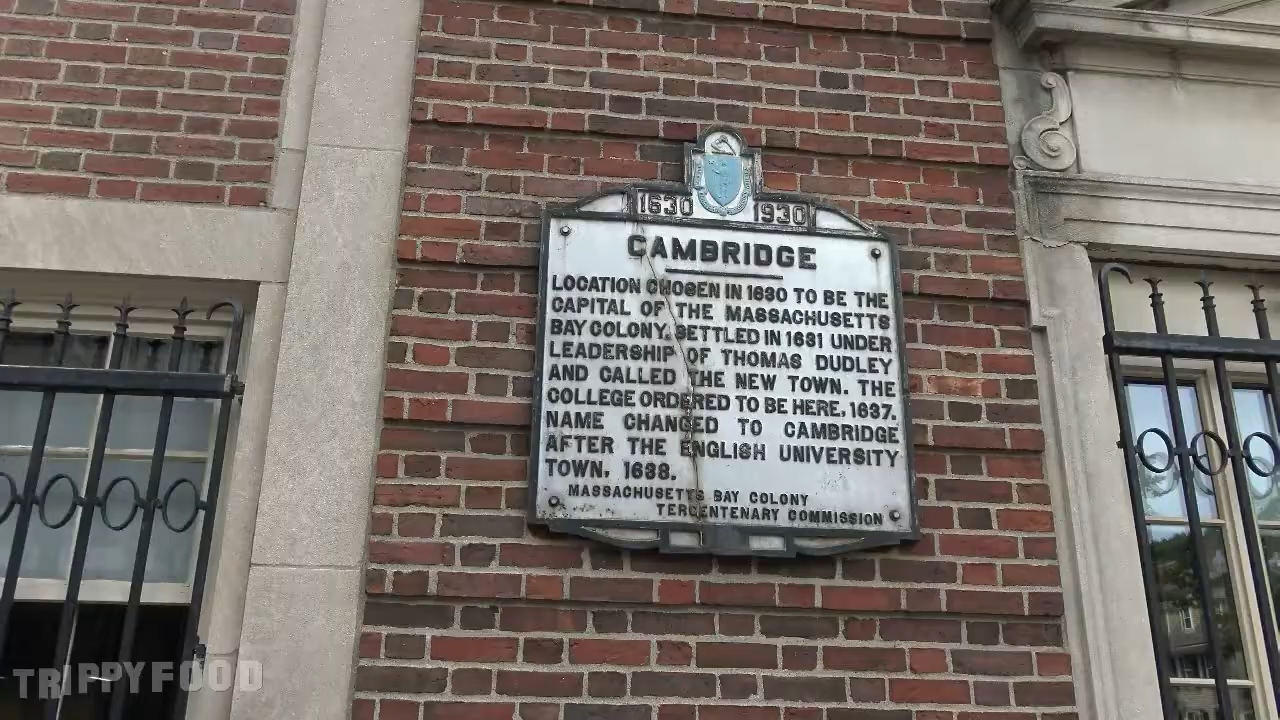 1630 1930
CAMBRIDGE
LOCATION CHOSEN IN 1630 TO BE THE
CAPITAL OF THE MASSACHUSETTS
BAY COLONY. SETTLED IN 1631 UNDER
LEADERSHIP OF THOMAS DUDLEY
AND CALLED THE NEW TOWN. THE
COLLEGE ORDERED TO BE HERE, 1637.
NAME CHANGED TO CAMBRIDGE
AFTER THE ENGLISH UNIVERSITY
TOWN, 1638.
MASSACHUSETTS BAY COLONY
TERCENTENARY COMMISSION
TRIPPYFOOD